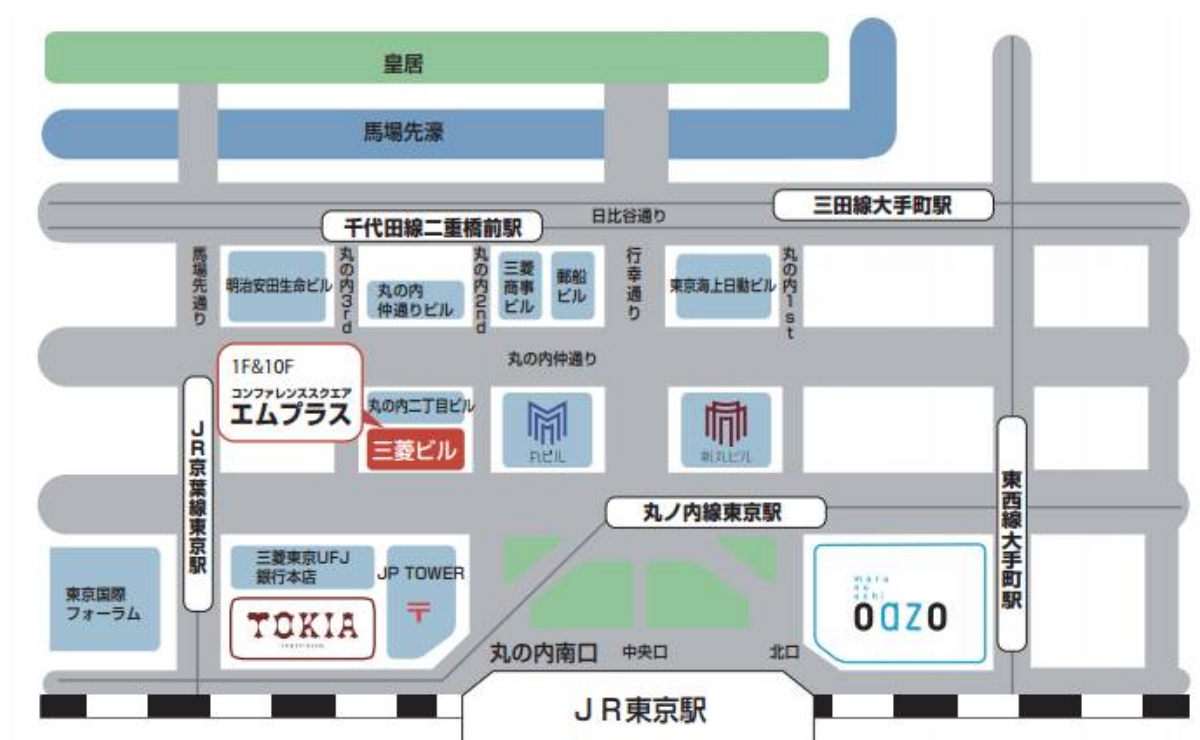 皇居
馬場先濠
三田線大手町駅
日比谷通り
千代田線二重橋前駅
馬場先通り
明治安田生命ビル
丸の内3rd
丸の内
仲通りビル
丸の内2nd
三菱
商事
ビル
郵船
ビル
行幸通り
東京海上日動ビル
丸の内1st
丸の内仲通り
1F&10F
コンファレンススクエア
エムプラス
丸の内二丁目ビル
三菱ビル
丸ビル
新丸ビル
JR京葉線東京駅
丸ノ内線東京駅
東西線大手町駅
東京国際
フォーラム
三菱東京UFJ
銀行本店
TOKIA
JP TOWER
〒
maru
no
uchi
oazo
丸の内南口
中央口
北口
JR東京駅